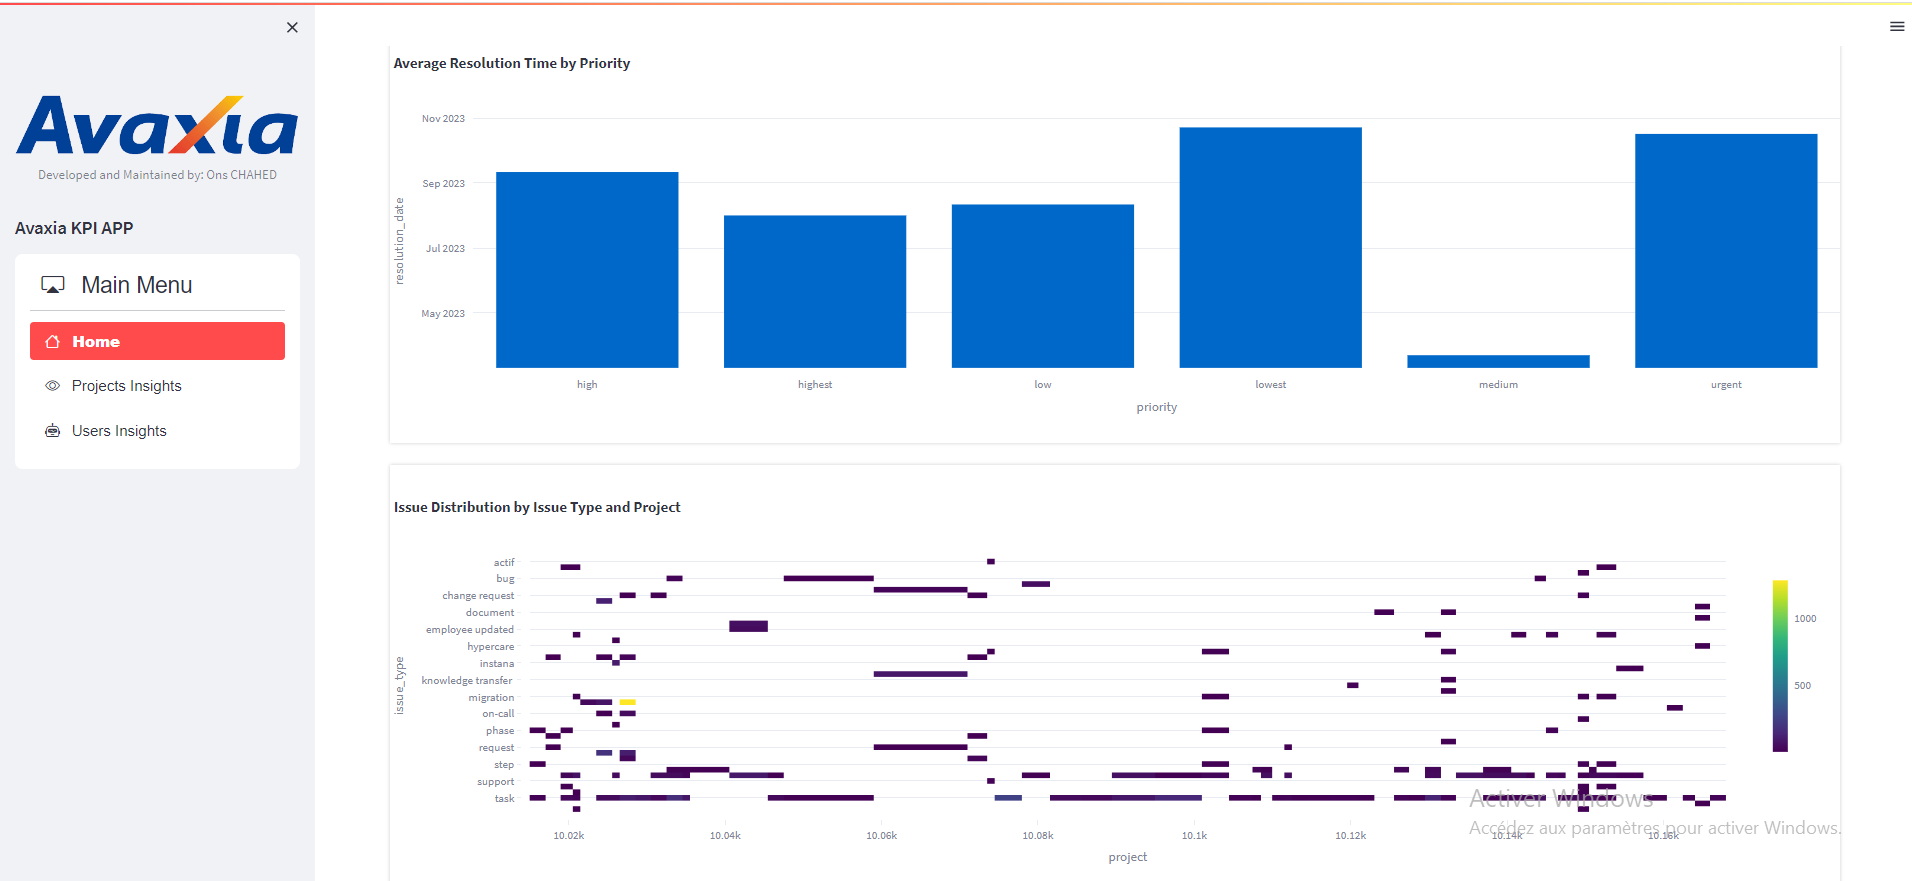 Avaxia
Developed and Maintained by: Ons CHAHED
Avaxia KPI APP
Main Menu
Home
Projects Insights
Users Insights
Average Resolution Time by Priority
resolution_date
Nov 2023
Sep 2023
Jul 2023
May 2023
high
highest
low
lowest
medium
urgent
priority
Issue Distribution by Issue Type and Project
issue_type
actif
bug
change request
document
employee updated
hypercare
instana
knowledge transfer
migration
on-call
phase
request
step
support
task
10.02k
10.04k
10.06k
10.08k
10.1k
10.12k
10.14k
10.16k
project
1000
500
Activer Windows
Accédez aux paramètres pour activer Windows.